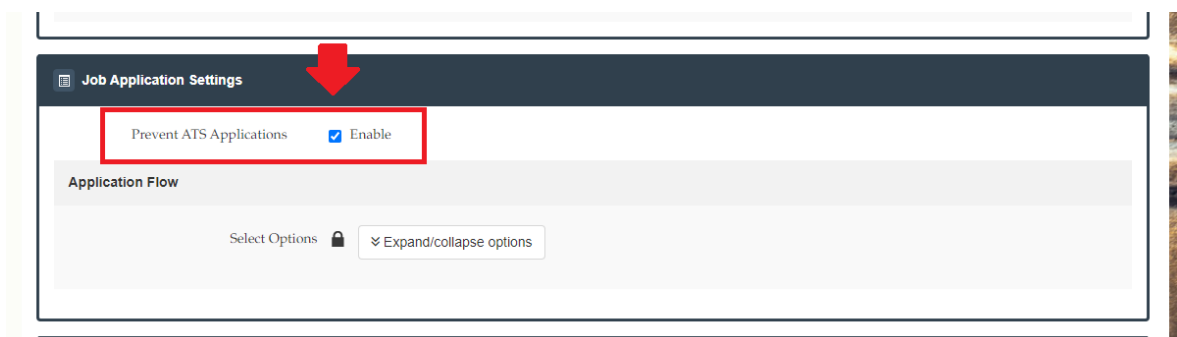 Job Application Settings
Prevent ATS Applications Enable
Application Flow
Select Options Expand/collapse options